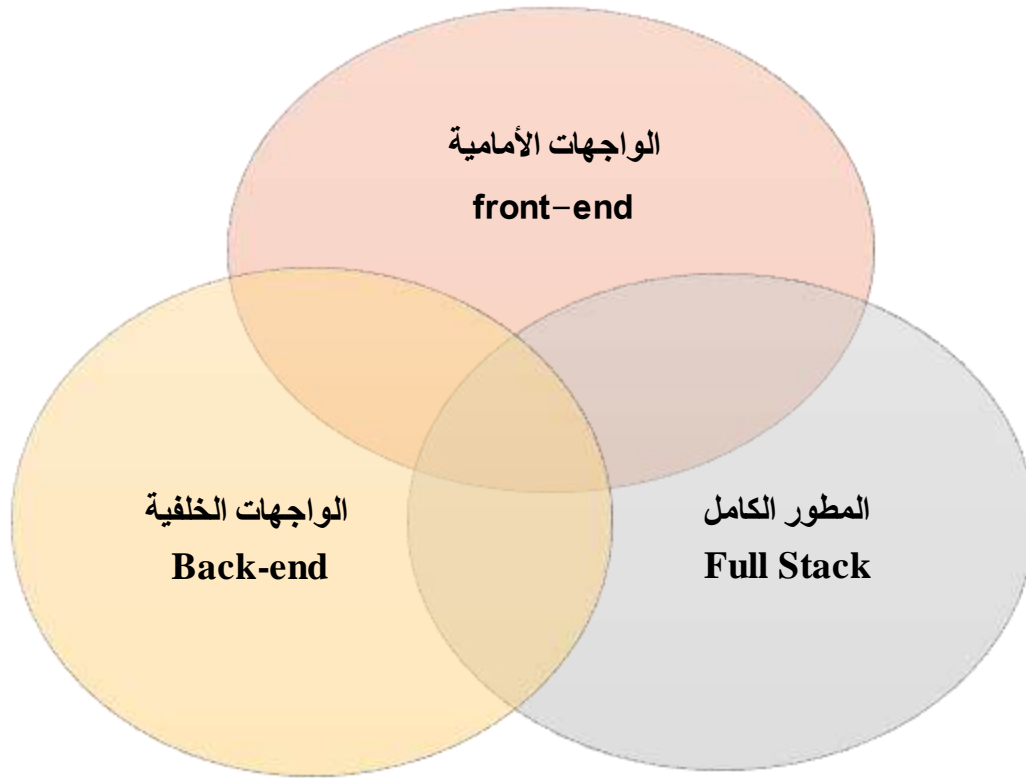 الواجهات الأمامية
front-end
الواجهات الخلفية
Back-end
المطور الكامل
Full Stack